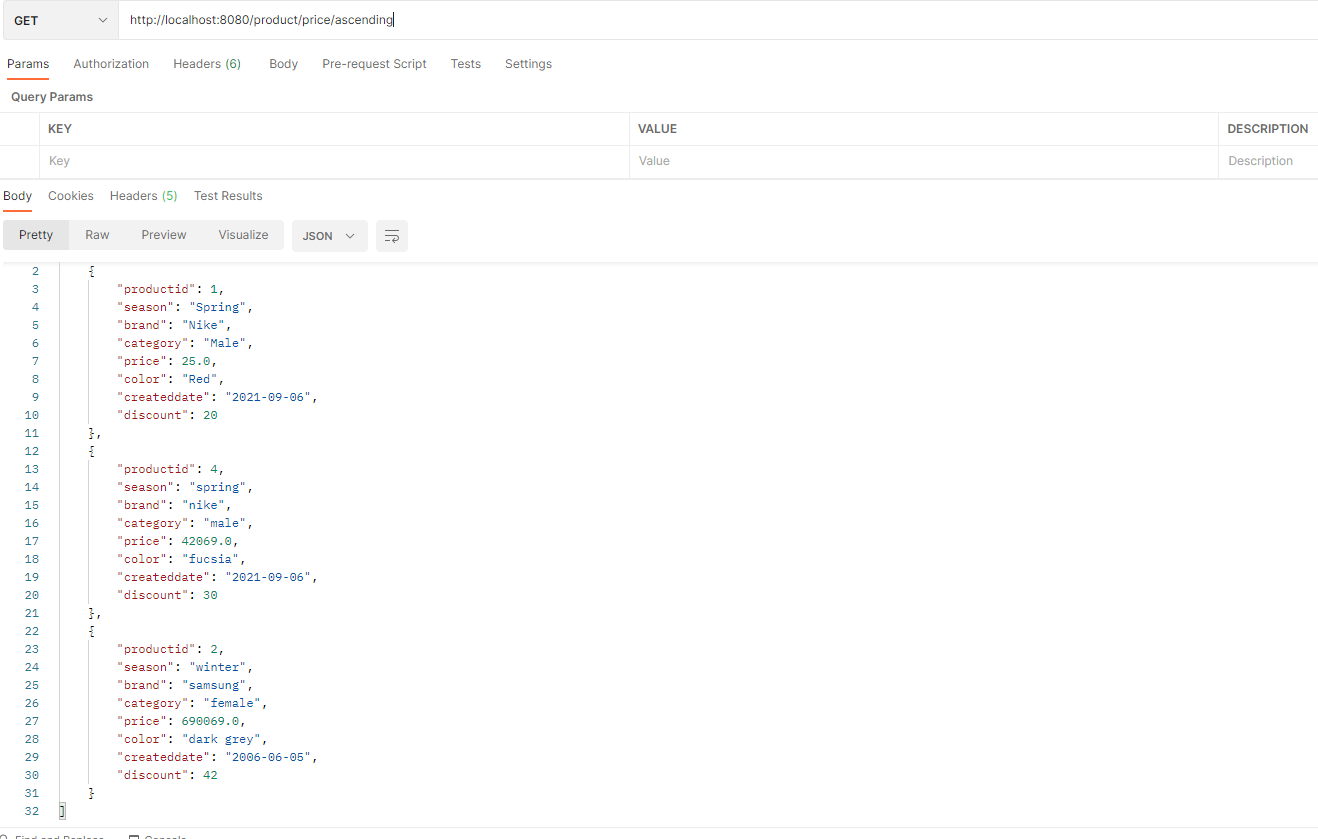 GET http://localhost:8080/product/price/ascending
Params Authorization Headers (6) Body Pre-request Script Tests Settings
Query Params
KEY VALUE DESCRIPTION
Key Value Description
Body Cookies Headers (5) Test Results
Pretty Raw Preview Visualize JSON
2 {
3 "productid": 1,
4 "season": "Spring",
5 "brand": "Nike",
6 "category": "Male",
7 "price": 25.0,
8 "color": "Red",
9 "createddate": "2021-09-06",
10 "discount": 20
11 },
12 {
13 "productid": 4,
14 "season": "spring",
15 "brand": "nike",
16 "category": "male",
17 "price": 42069.0,
18 "color": "fucsia",
19 "createddate": "2021-09-06",
20 "discount": 30
21 },
22 {
23 "productid": 2,
24 "season": "winter",
25 "brand": "samsung",
26 "category": "female",
27 "price": 690069.0,
28 "color": "dark grey",
29 "createddate": "2006-06-05",
30 "discount": 42
31 }
32 ]
Find and Replace Console